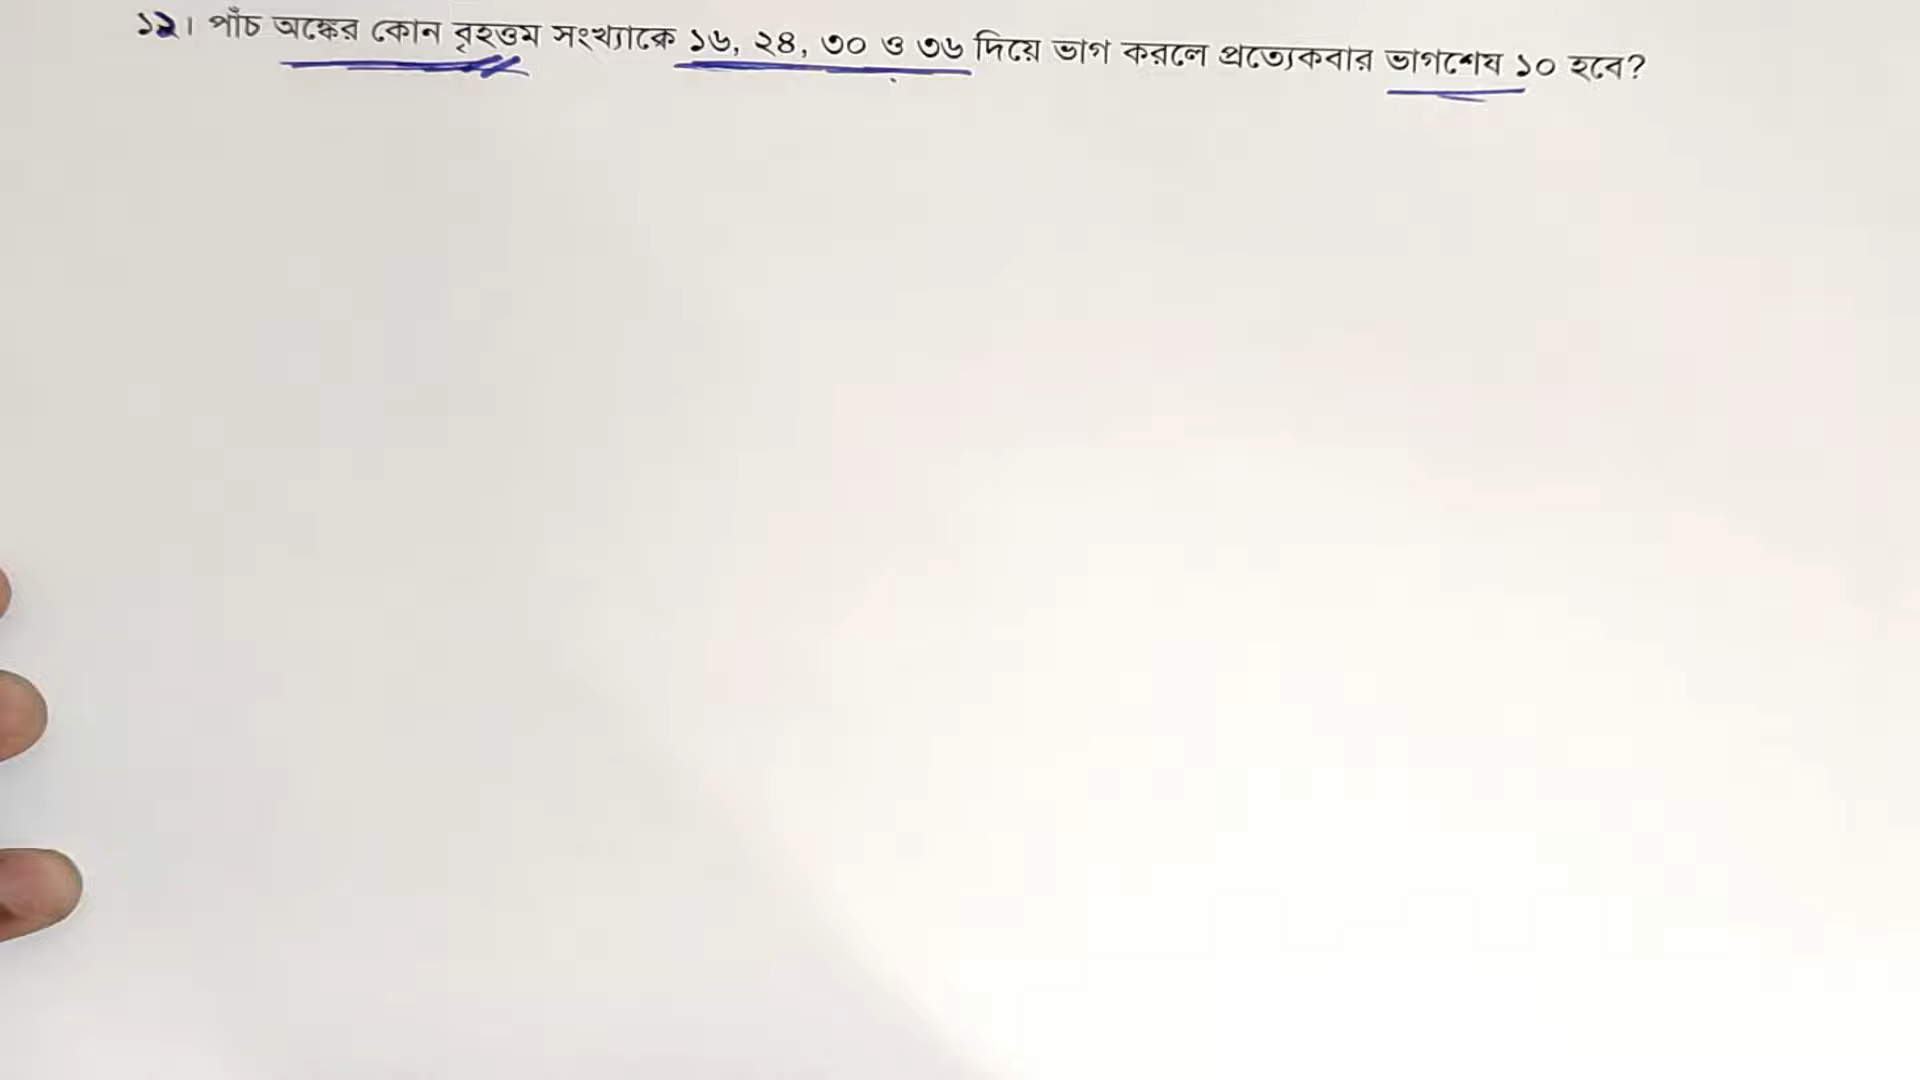 ১২। পাঁচ অঙ্কের কোন বৃহত্তম সংখ্যাকে ১৬, ২৪, ৩০ ও ৩৬ দিয়ে ভাগ করলে প্রত্যেকবার ভাগশেষ ১০ হবে?